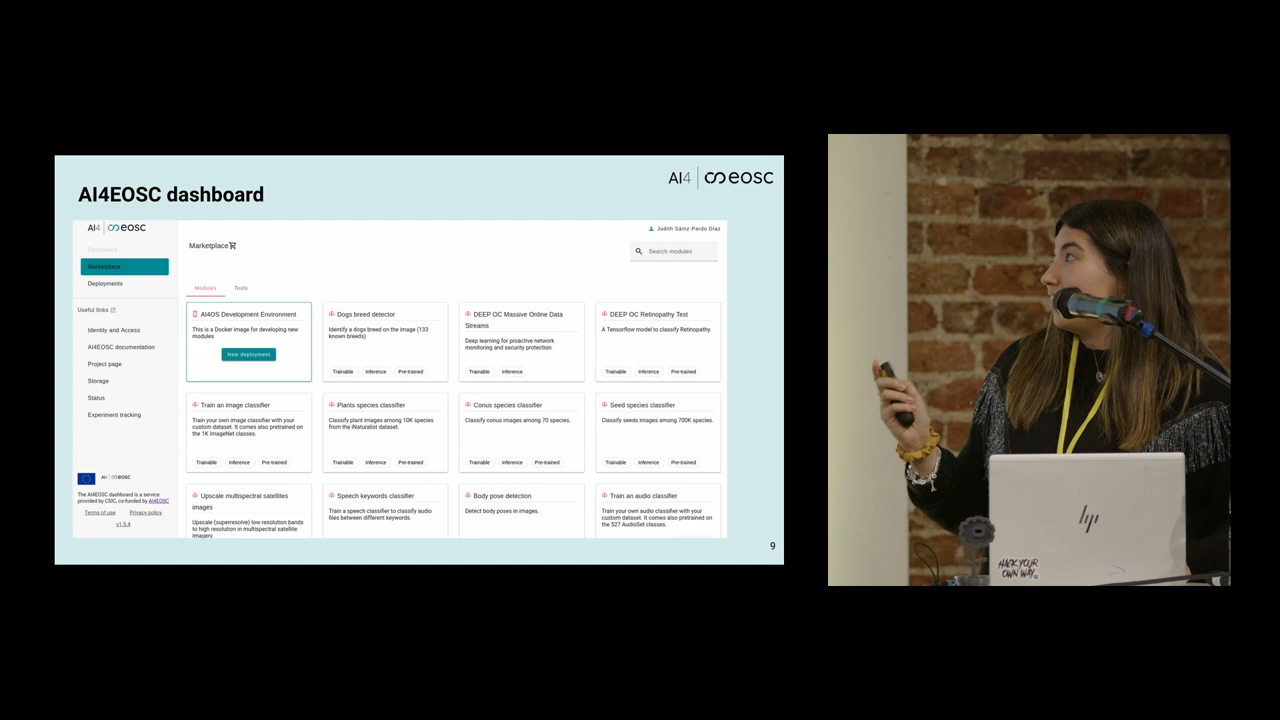 AI4EOSC dashboard
AI4 | eosc
AI4 | eosc
Dashboard
Marketplace
Deployments
Useful links
Identity and Access
AI4EOSC documentation
Project page
Storage
Status
Experiment tracking
AI4 | eosc
The AI4EOSC dashboard is a service
provided by CSIC, co-funded by AI4EOSC
Terms of use Privacy policy
v1.5.4
Judith Sáinz-Pardo Díaz
Marketplace
Search modules
Modules Tools
AI4OS Development Environment
This is a Docker image for developing new
modules
New deployment
Dogs breed detector
Identify a dogs breed on the image (133
known breeds)
Trainable Inference Pre-trained
DEEP OC Massive Online Data
Streams
Deep learning for proactive network
monitoring and security protection.
Trainable Inference
DEEP OC Retinopathy Test
A Tensorflow model to classify Retinopathy.
Trainable Inference Pre-trained
Train an image classifier
Train your own image classifier with your
custom dataset. It comes also pretrained on
the 1K ImageNet classes.
Trainable Inference Pre-trained
Plants species classifier
Classify plant images among 10K species
from the iNaturalist dataset.
Trainable Inference Pre-trained
Conus species classifier
Classify conus images among 70 species.
Trainable Inference Pre-trained
Seed species classifier
Classify seeds images among 700K species.
Trainable Inference Pre-trained
Upscale multispectral satellites
images
Upscale (superresolve) low resolution bands
to high resolution in multispectral satellite
imagery.
Speech keywords classifier
Train a speech classifier to classify audio
files between different keywords.
Body pose detection
Detect body poses in images.
Train an audio classifier
Train your own audio classifier with your
custom dataset. It comes also pretrained on
the 527 AudioSet classes.
9
hp
HACK YOUR
OWN WAY